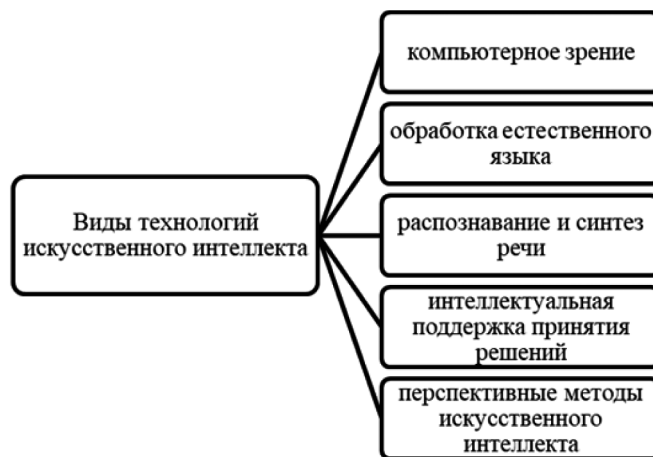 Виды технологий
искусственного интеллекта
компьютерное зрение
обработка естественного
языка
распознавание и синтез
речи
интеллектуальная
поддержка принятия
решений
перспективные методы
искусственного
интеллекта